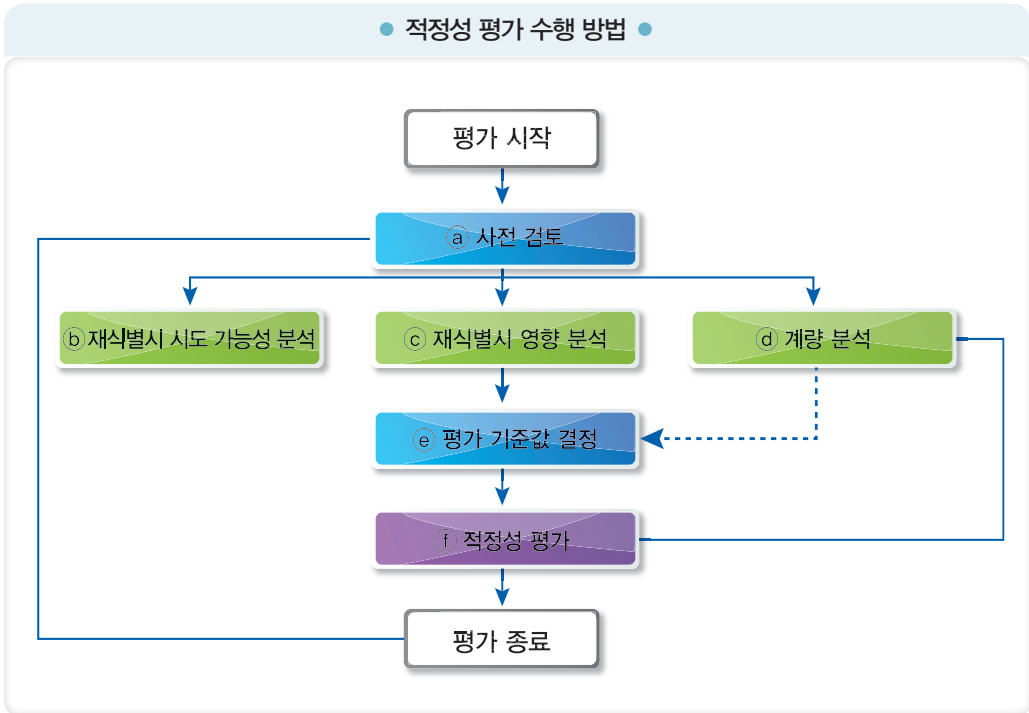 ● 적정성 평가 수행 방법 ●
평가 시작
ⓐ 사전 검토
ⓑ 재식별시 시도 가능성 분석
ⓒ 재식별시 영향 분석
ⓓ 계량 분석
ⓔ 평가 기준값 결정
ⓕ 적정성 평가
평가 종료